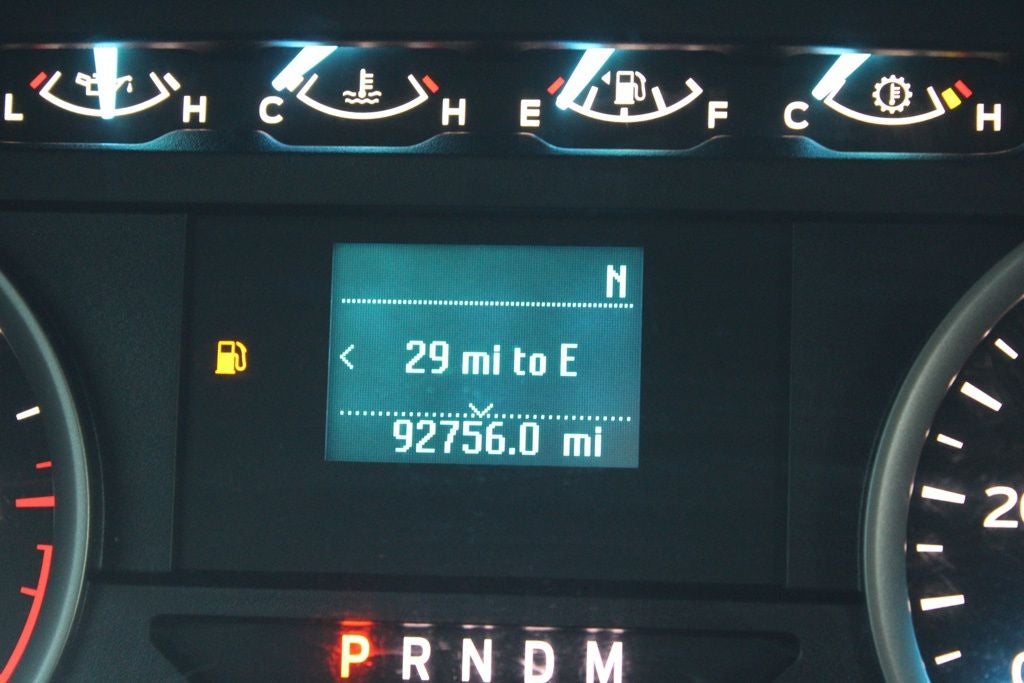 L H C H E F C H
N
29 mi to E
92756.0 mi
P R N D M